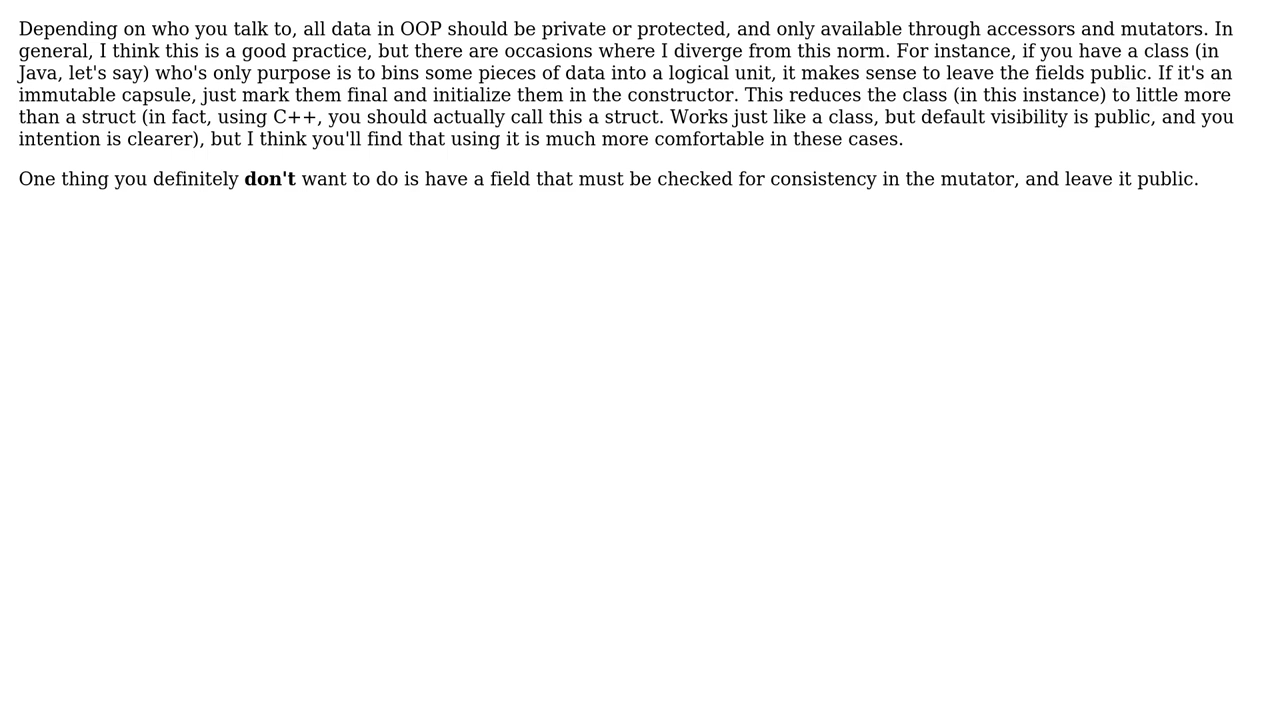 Depending on who you talk to, all data in OOP should be private or protected, and only available through accessors and mutators. In
general, I think this is a good practice, but there are occasions where I diverge from this norm. For instance, if you have a class (in
Java, let's say) who's only purpose is to bins some pieces of data into a logical unit, it makes sense to leave the fields public. If it's an
immutable capsule, just mark them final and initialize them in the constructor. This reduces the class (in this instance) to little more
than a struct (in fact, using C++, you should actually call this a struct. Works just like a class, but default visibility is public, and you
intention is clearer), but I think you'll find that using it is much more comfortable in these cases.
One thing you definitely don't want to do is have a field that must be checked for consistency in the mutator, and leave it public.